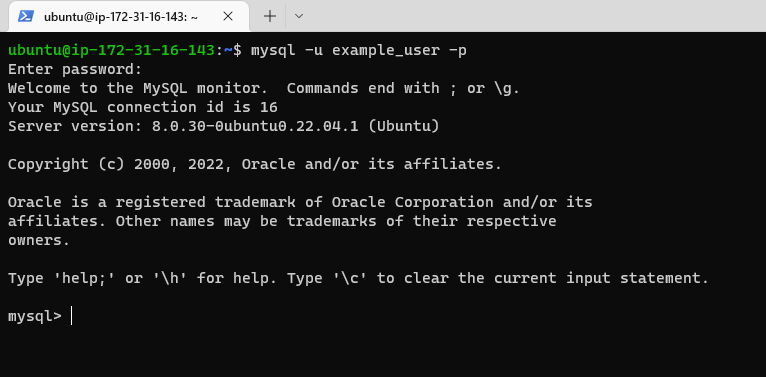 ubuntu@ip-172-31-16-143: ~
ubuntu@ip-172-31-16-143:~$ mysql -u example_user -p
Enter password:
Welcome to the MySQL monitor.  Commands end with ; or \g.
Your MySQL connection id is 16
Server version: 8.0.30-0ubuntu0.22.04.1 (Ubuntu)
Copyright (c) 2000, 2022, Oracle and/or its affiliates.
Oracle is a registered trademark of Oracle Corporation and/or its
affiliates. Other names may be trademarks of their respective
owners.
Type 'help;' or '\h' for help. Type '\c' to clear the current input statement.
mysql>